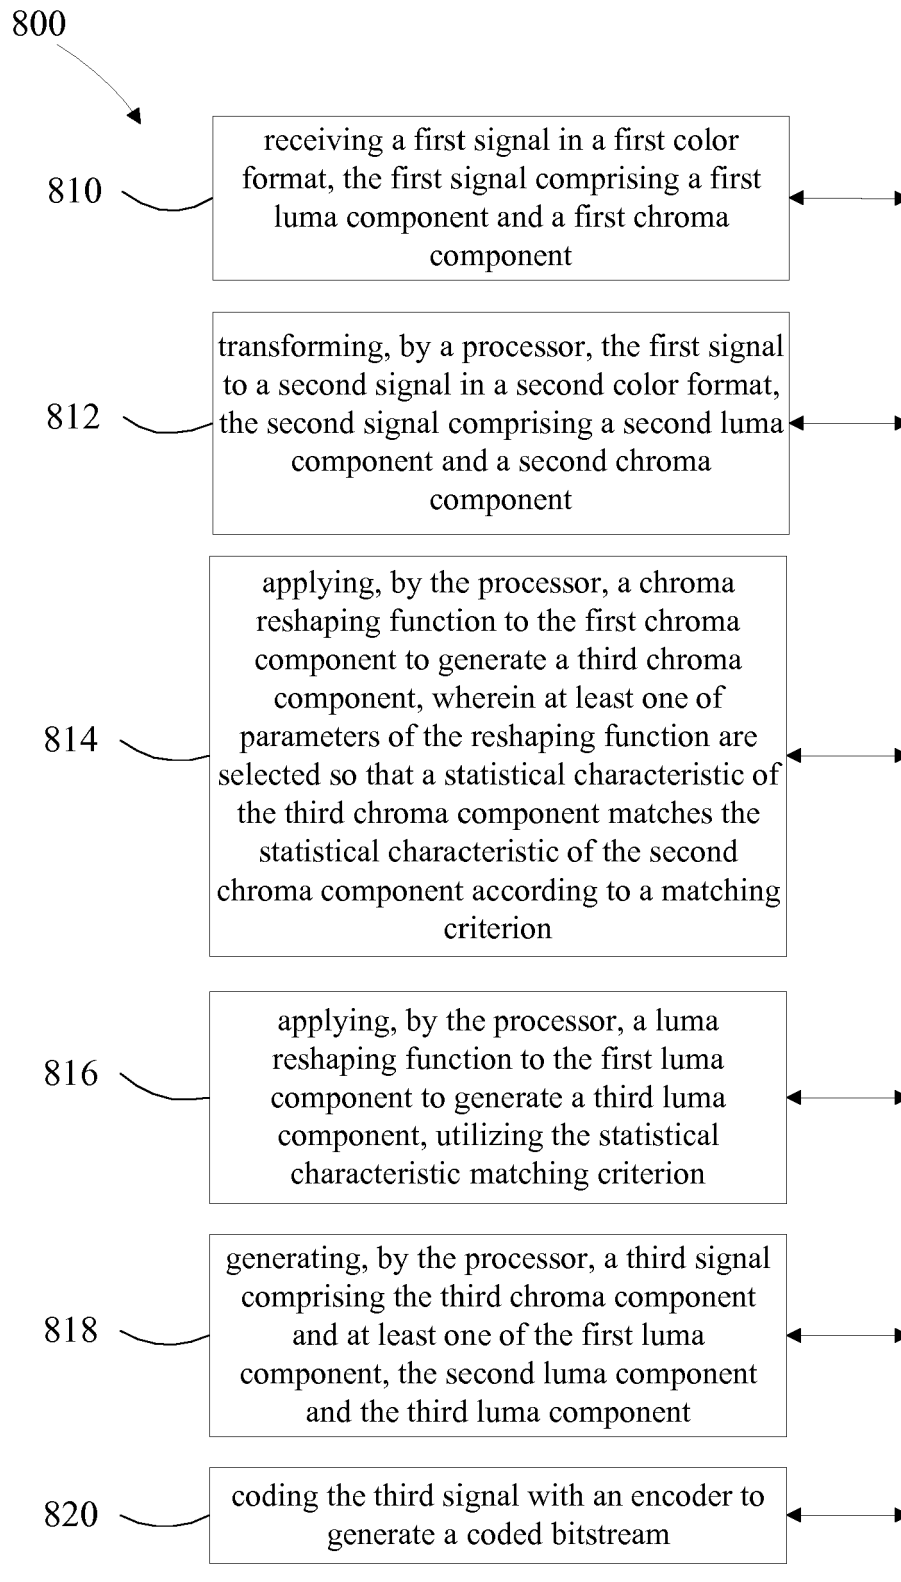 800
810
receiving a first signal in a first color
format, the first signal comprising a first
luma component and a first chroma
component
812
transforming, by a processor, the first signal
to a second signal in a second color format,
the second signal comprising a second luma
component and a second chroma
component
814
applying, by the processor, a chroma
reshaping function to the first chroma
component to generate a third chroma
component, wherein at least one of
parameters of the reshaping function are
selected so that a statistical characteristic of
the third chroma component matches the
statistical characteristic of the second
chroma component according to a matching
criterion
816
applying, by the processor, a luma
reshaping function to the first luma
component to generate a third luma
component, utilizing the statistical
characteristic matching criterion
818
generating, by the processor, a third signal
comprising the third chroma component
and at least one of the first luma
component, the second luma component
and the third luma component
820
coding the third signal with an encoder to
generate a coded bitstream